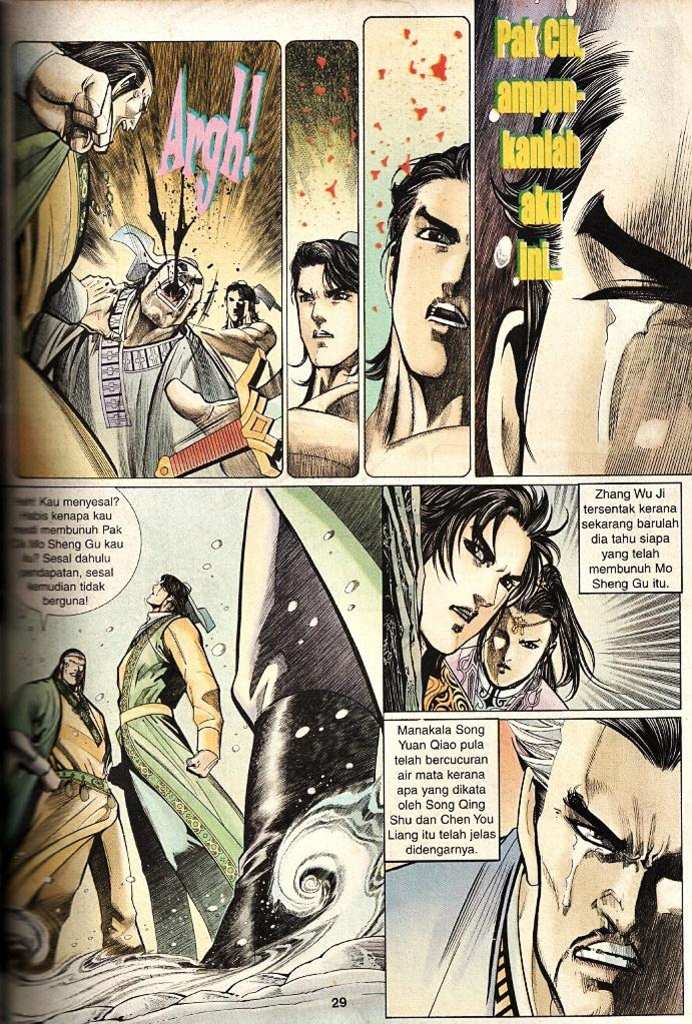 Argh!
Pak Cik,
ampun-
kanlah
aku
ini...
Kau menyesal?
kenapa kau
membunuh Pak
Mo Sheng Gu kau
Sesal dahulu
pendapatan, sesal
kemudian tidak
berguna!
Zhang Wu Ji
tersentak kerana
sekarang barulah
dia tahu siapa
yang telah
membunuh Mo
Sheng Gu itu.
Manakala Song
Yuan Qiao pula
telah bercucuran
air mata kerana
apa yang dikata
oleh Song Qing
Shu dan Chen You
Liang itu telah jelas
didengarnya.
29